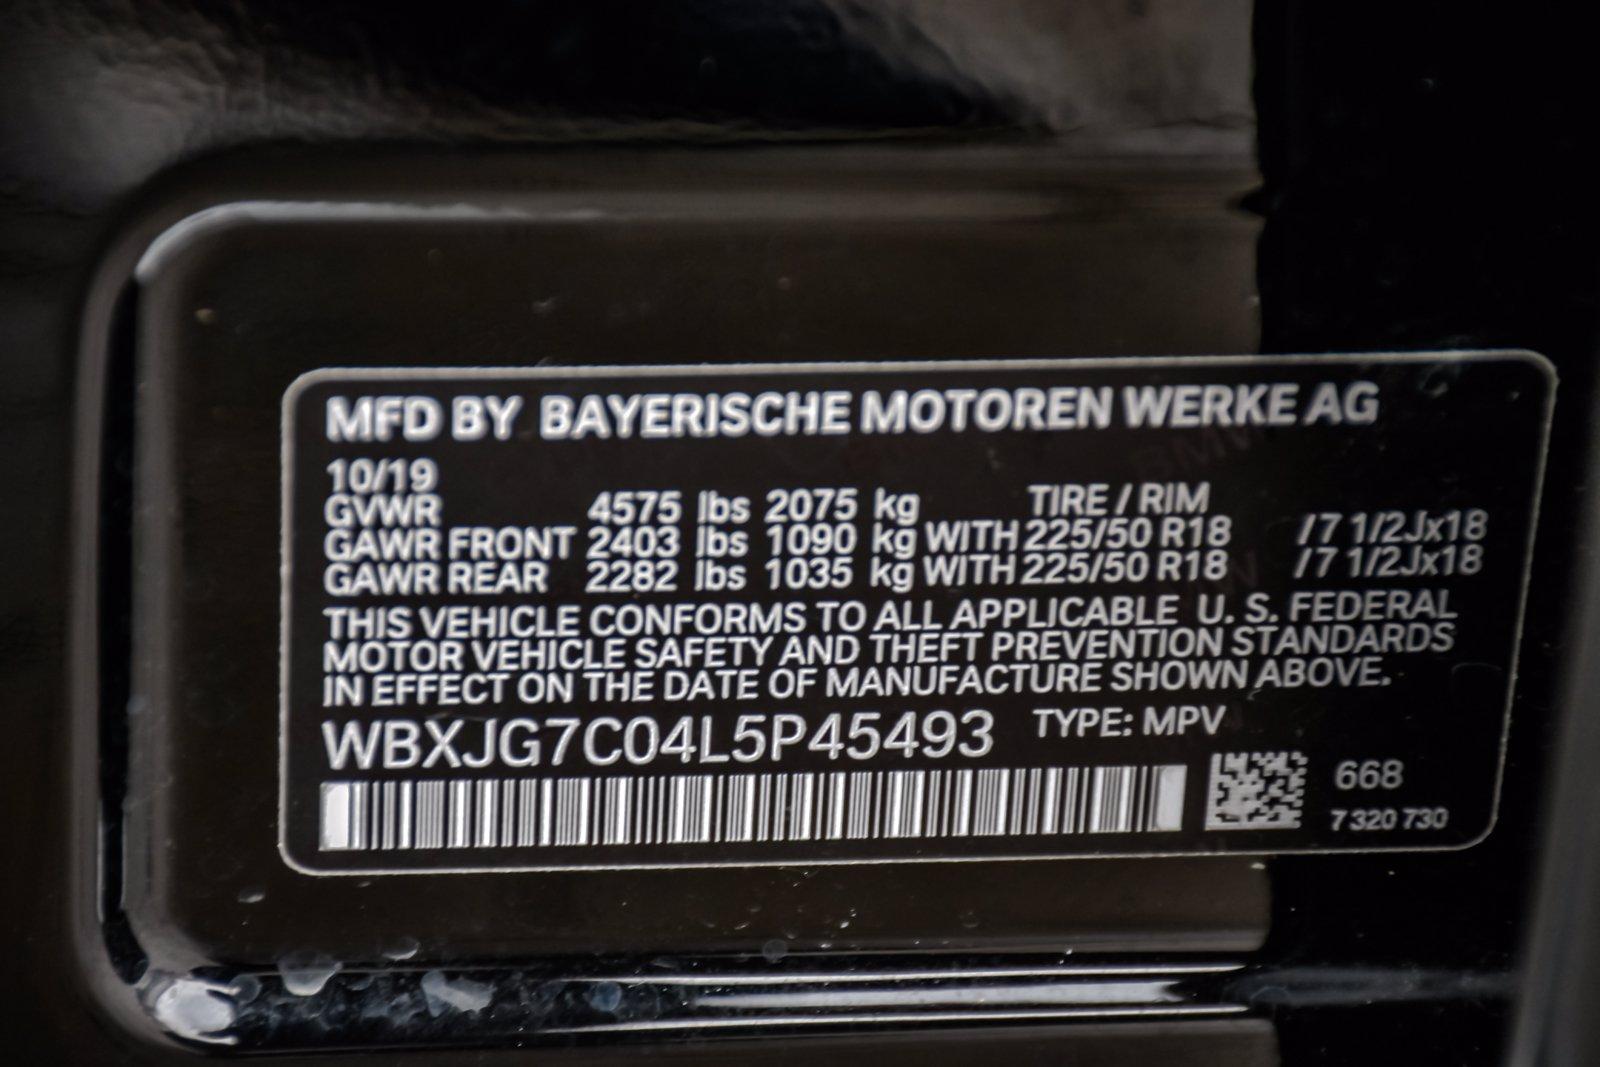 MFD BY BAYERISCHE MOTOREN WERKE AG
10/19
GVWR 4575 lbs 2075 kg TIRE / RIM
GAWR FRONT 2403 lbs 1090 kg WITH 225/50 R18 /7 1/2Jx18
GAWR REAR 2282 lbs 1035 kg WITH 225/50 R18 /7 1/2Jx18
THIS VEHICLE CONFORMS TO ALL APPLICABLE U. S. FEDERAL
MOTOR VEHICLE SAFETY AND THEFT PREVENTION STANDARDS
IN EFFECT ON THE DATE OF MANUFACTURE SHOWN ABOVE.
WBXJG7C04L5P45493 TYPE: MPV
668
7 320 730